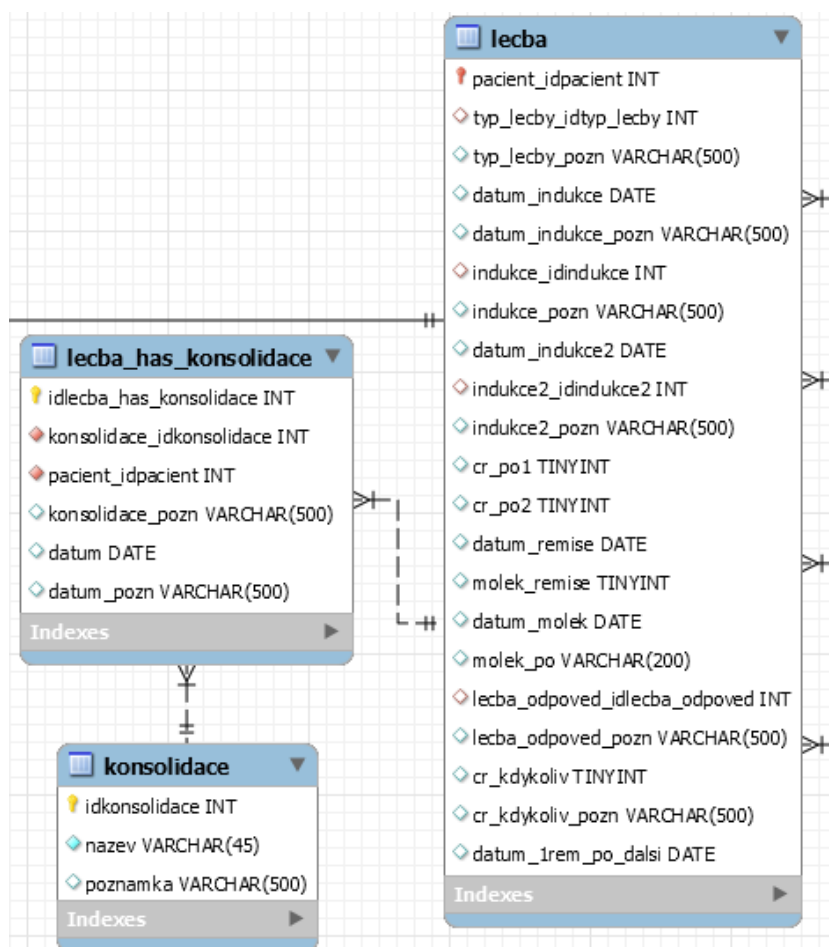 lecba
pacient_idpacient INT
typ_lecby_idtyp_lecby INT
typ_lecby_pozn VARCHAR(500)
datum_indukce DATE
datum_indukce_pozn VARCHAR(500)
indukce_idindukce INT
indukce_pozn VARCHAR(500)
datum_indukce2 DATE
indukce2_idindukce2 INT
indukce2_pozn VARCHAR(500)
cr_po1 TINYINT
cr_po2 TINYINT
datum_remise DATE
molek_remise TINYINT
datum_molek DATE
molek_po VARCHAR(200)
lecba_odpoved_idlecba_odpoved INT
lecba_odpoved_pozn VARCHAR(500)
cr_kdykoliv TINYINT
cr_kdykoliv_pozn VARCHAR(500)
datum_1rem_po_dalsi DATE
Indexes
lecba_has_konsolidace
idlecba_has_konsolidace INT
konsolidace_idkonsolidace INT
pacient_idpacient INT
konsolidace_pozn VARCHAR(500)
datum DATE
datum_pozn VARCHAR(500)
Indexes
konsolidace
idkonsolidace INT
nazev VARCHAR(45)
poznamka VARCHAR(500)
Indexes